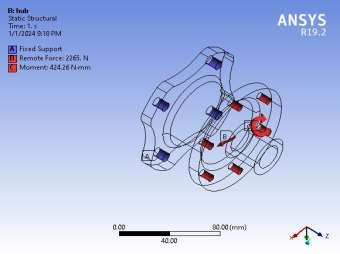 B: hub
Static Structural
Time: 1. s
1/1/2024 9:10 PM
A Fixed Support
B Remote Force: 2265. N
C Moment: 424.26 N·mm
ANSYS
R19.2
A
B
0.00
80.00 (mm)
40.00
X
Z